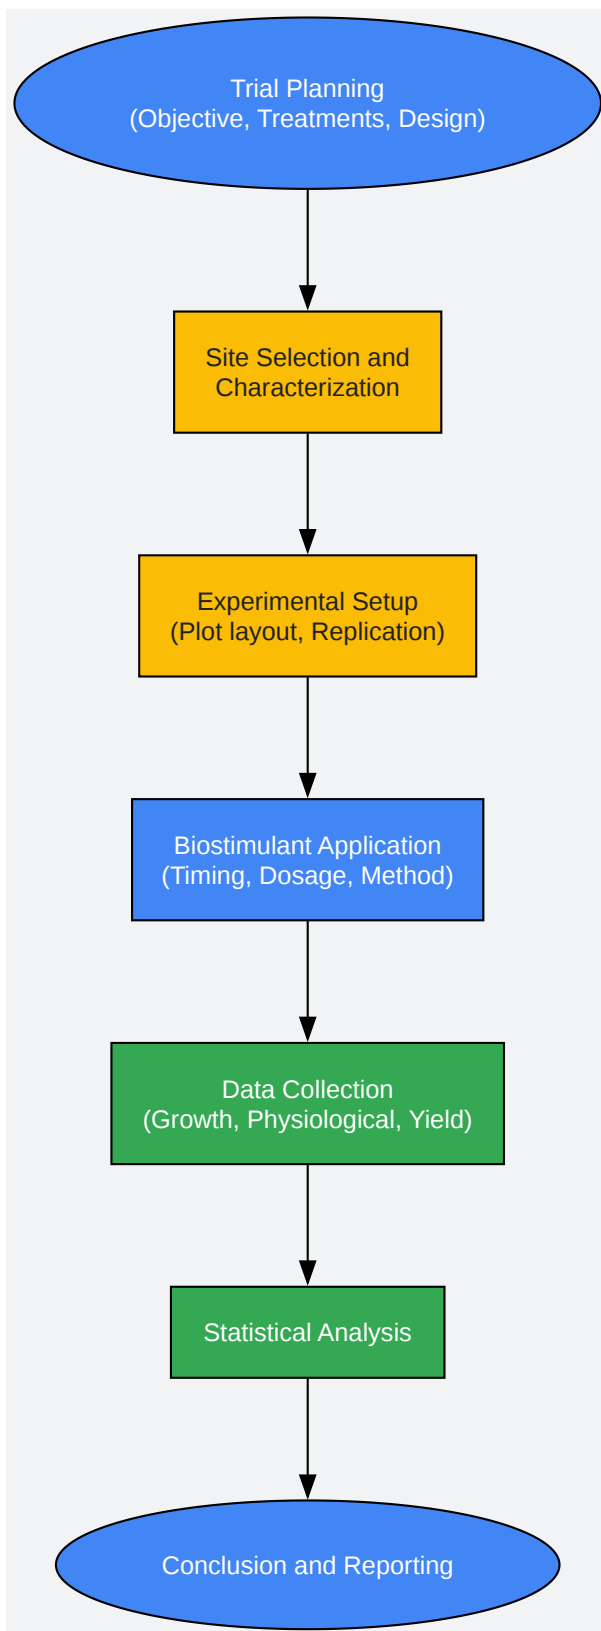 Trial Planning
(Objective, Treatments, Design)
Site Selection and
Characterization
Experimental Setup
(Plot layout, Replication)
Biostimulant Application
(Timing, Dosage, Method)
Data Collection
(Growth, Physiological, Yield)
Statistical Analysis
Conclusion and Reporting